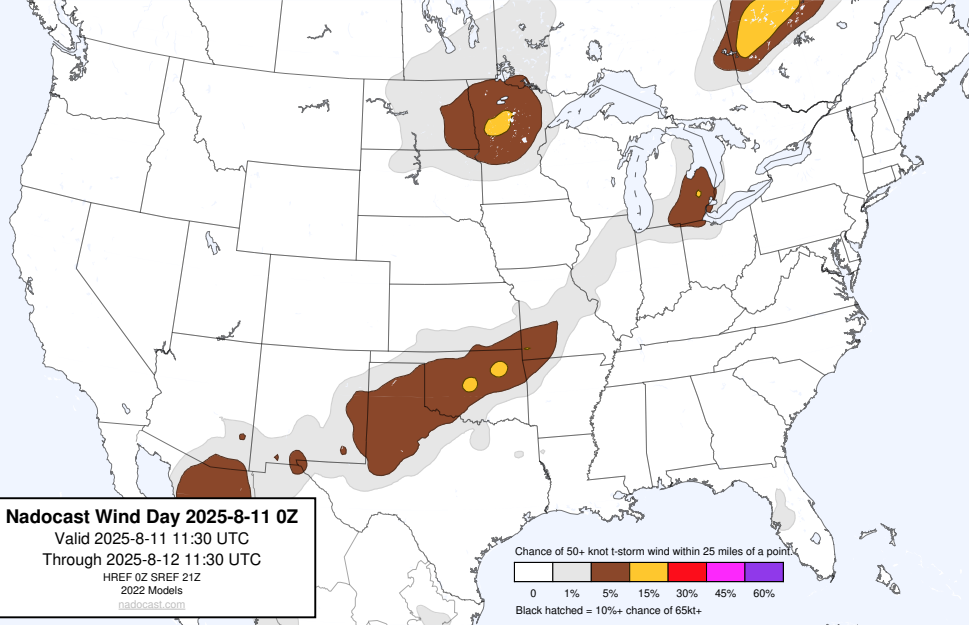 Nadocast Wind Day 2025-8-11 0Z
Valid 2025-8-11 11:30 UTC
Through 2025-8-12 11:30 UTC
HREF 0Z SREF 21Z
2022 Models
nadocast.com
Chance of 50+ knot t-storm wind within 25 miles of a point.
0 1% 5% 15% 30% 45% 60%
Black hatched = 10%+ chance of 65kt+